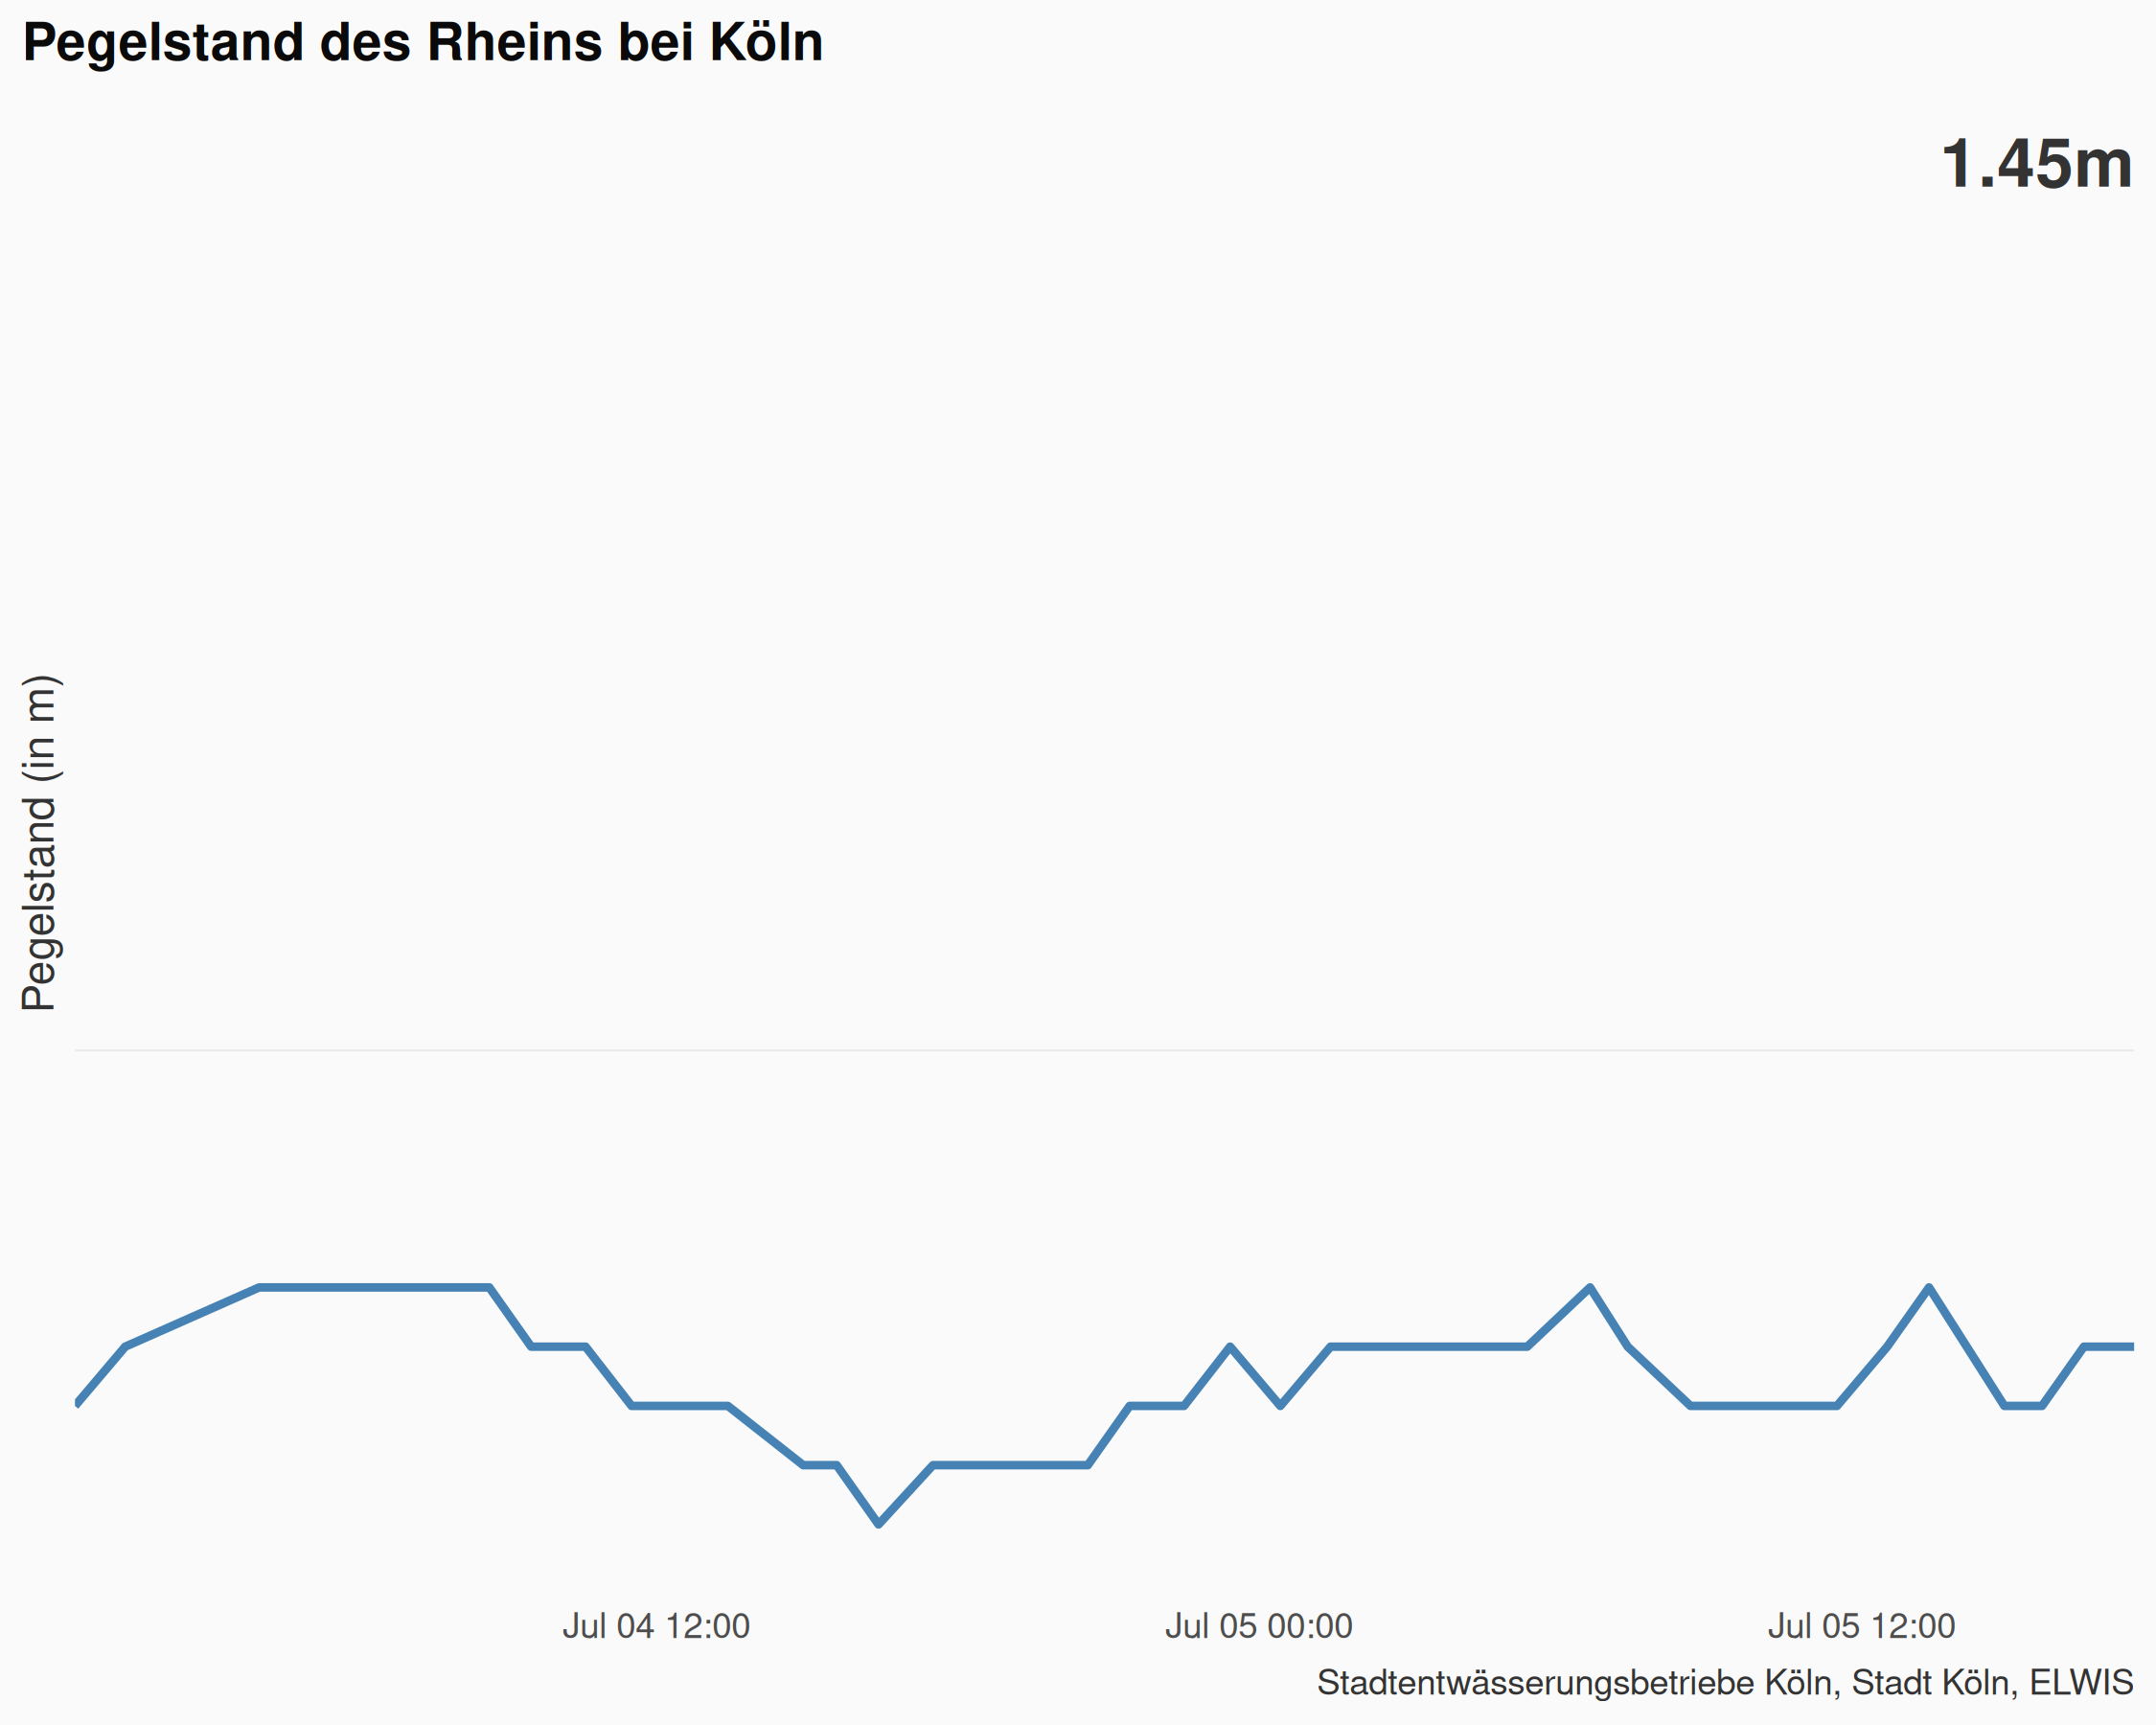 Pegelstand des Rheins bei Köln
1.45m
Pegelstand (in m)
Jul 04 12:00
Jul 05 00:00
Jul 05 12:00
Stadtentwässerungsbetriebe Köln, Stadt Köln, ELWIS